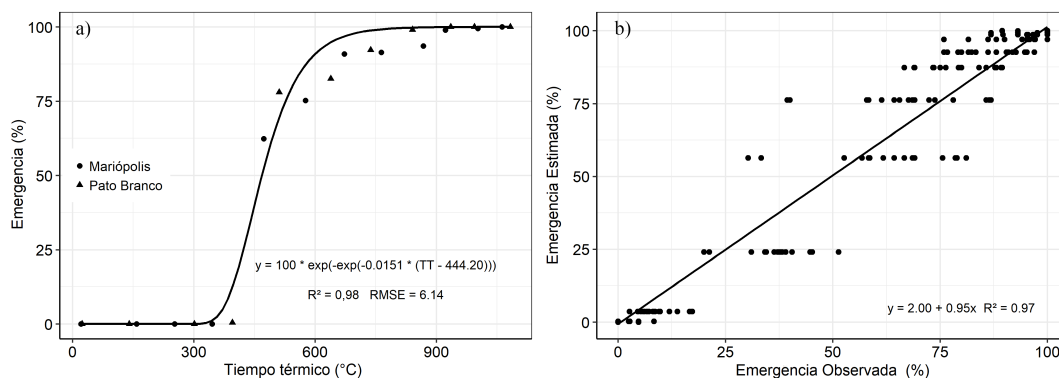 a)
Emergencia (%)
100
75
50
25
0
Mariópolis
Pato Branco
y = 100 * exp(-exp(-0.0151 * (TT - 444.20)))
R² = 0,98 RMSE = 6.14
0 300 600 900
Tiempo térmico (°C)
b)
Emergencia Estimada (%)
100
75
50
25
0
y = 2.00 + 0.95x R² = 0.97
0 25 50 75 100
Emergencia Observada (%)